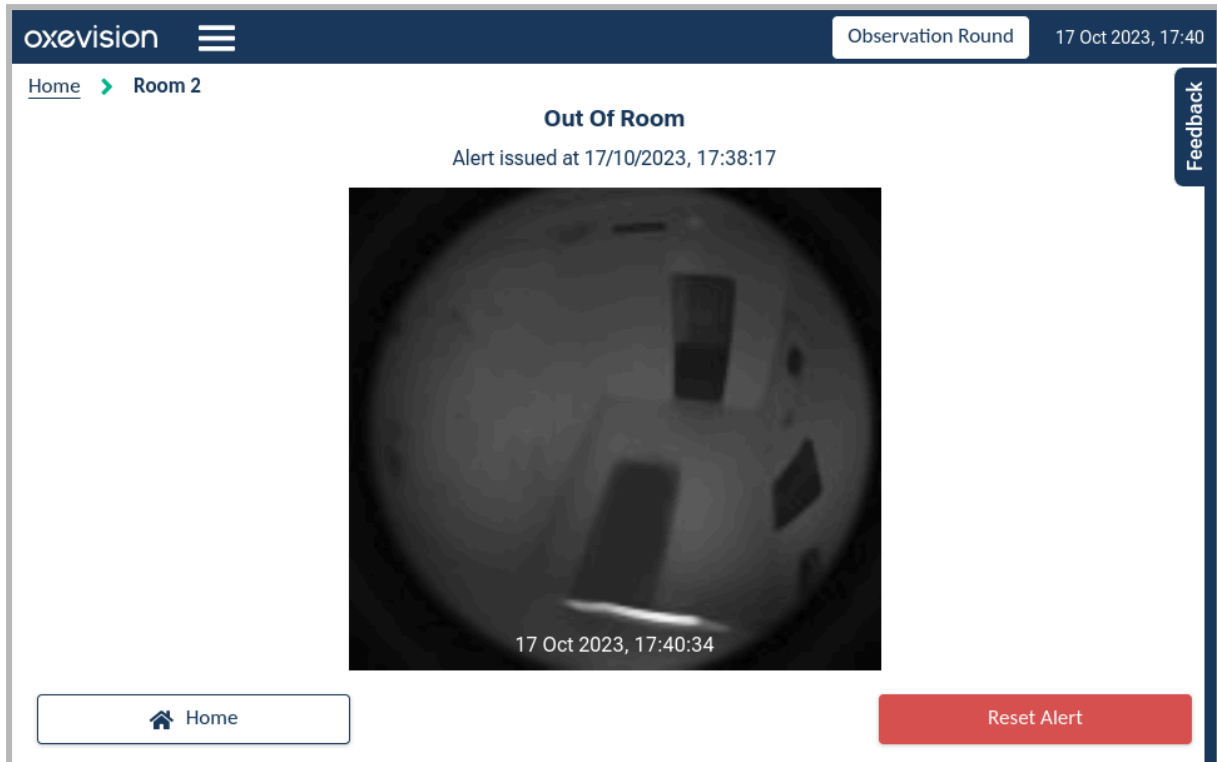 oxevision
Observation Round
17 Oct 2023, 17:40
Home
Room 2
Feedback
Out Of Room
Alert issued at 17/10/2023, 17:38:17
17 Oct 2023, 17:40:34
Home
Reset Alert